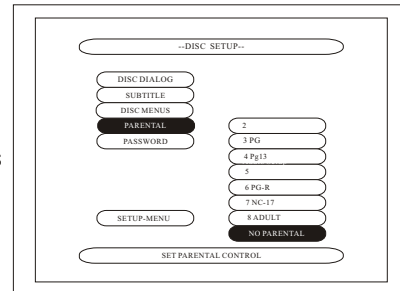 --DISC SETUP--
DISC DIALOG
SUBTITLE
DISC MENUS
PARENTAL
PASSWORD
2
3 PG
4 Pg13
5
6 PG-R
7 NC-17
8 ADULT
NO PARENTAL
SETUP-MENU
SET PARENTAL CONTROL